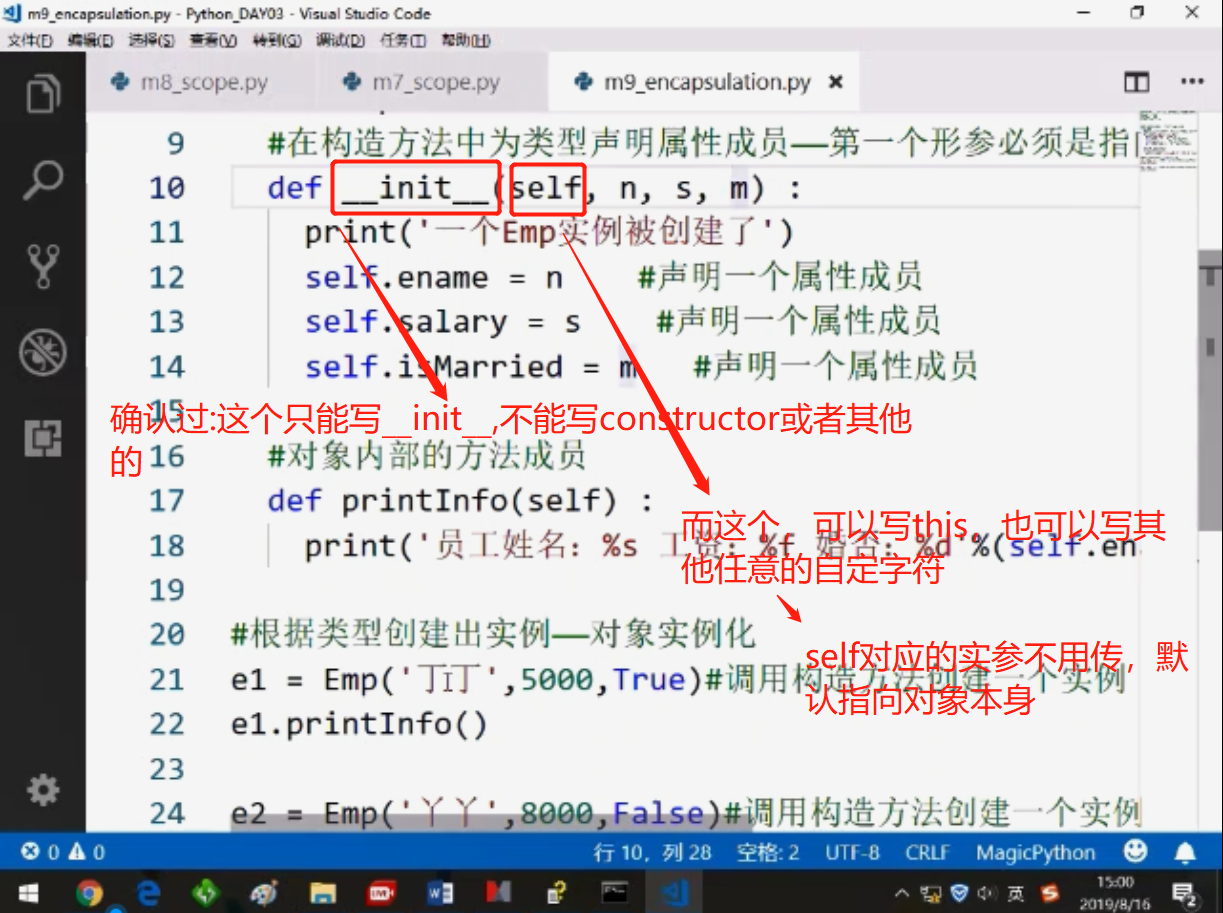 m9_encapsulation.py - Python_DAY03 - Visual Studio Code
文件(F) 编辑(E) 选择(S) 查看(V) 转到(G) 调试(D) 任务(T) 帮助(H)
m8_scope.py m7_scope.py m9_encapsulation.py
9 #在构造方法中为类型声明属性成员——第一个形参必须是指
10 def __init__(self, n, s, m) :
11 print('一个Emp实例被创建了')
12 self.ename = n #声明一个属性成员
13 self.salary = s #声明一个属性成员
14 self.isMarried = m #声明一个属性成员
15
确认过:这个只能写__init__,不能写constructor或者其他
的
16 #对象内部的方法成员
17 def printInfo(self) :
而这个，可以写this，也可以写其
他任意的自定字符
18 print('员工姓名：%s 工资：%f 婚否：%d'%(self.en
19
20 #根据类型创建出实例——对象实例化
self对应的实参不用传，默
认指向对象本身
21 e1 = Emp('丁丁',5000,True)#调用构造方法创建一个实例
22 e1.printInfo()
23
24 e2 = Emp('丫丫',8000,False)#调用构造方法创建一个实例
0 0 行 10，列 28 空格: 2 UTF-8 CRLF MagicPython
英 15:00
2019/8/16 2